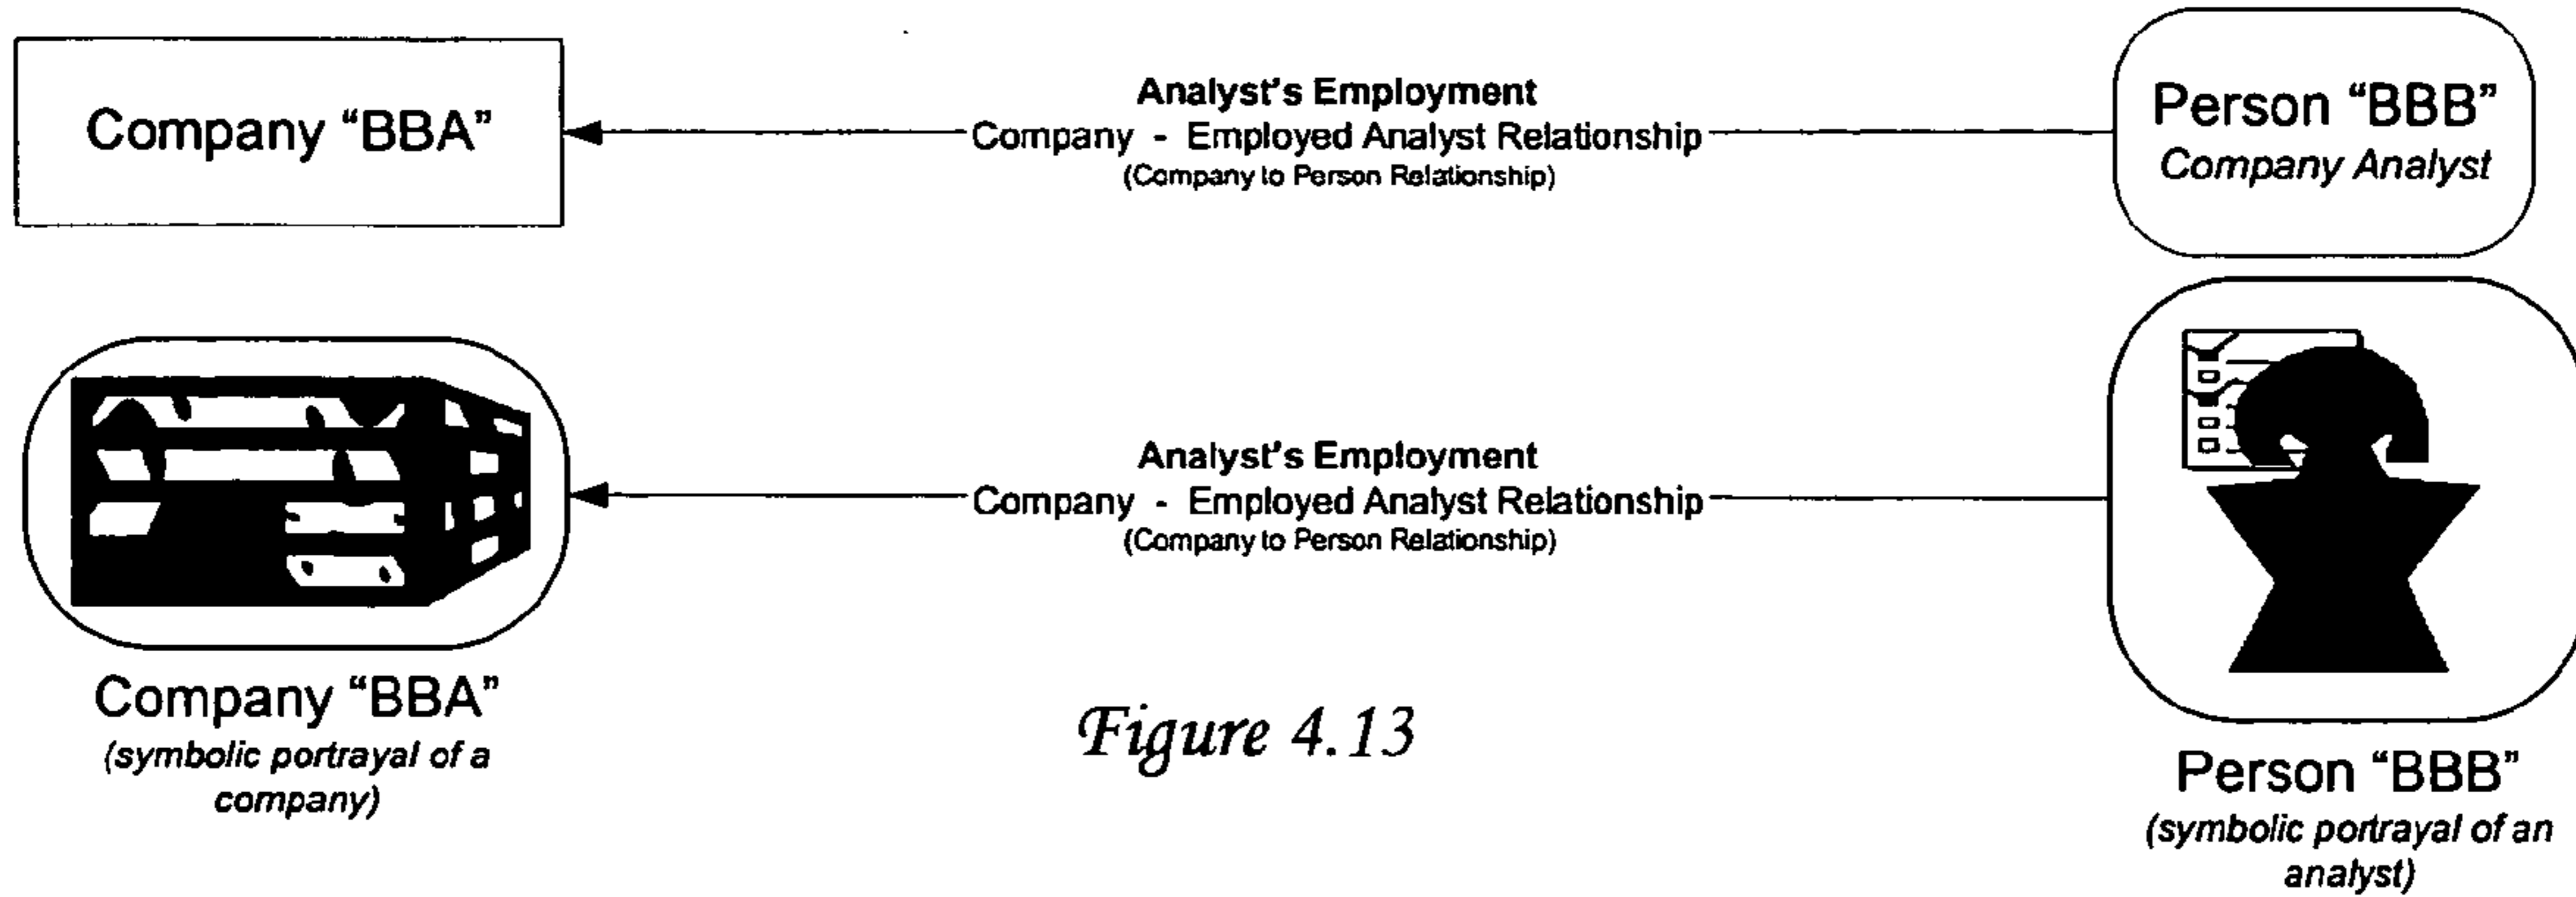 Company “BBA”
Analyst's Employment
Company - Employed Analyst Relationship
(Company to Person Relationship)
Person “BBB”
Company Analyst
Analyst's Employment
Company - Employed Analyst Relationship
(Company to Person Relationship)
Company “BBA”
(symbolic portrayal of a
company)
Figure 4.13
Person “BBB”
(symbolic portrayal of an
analyst)